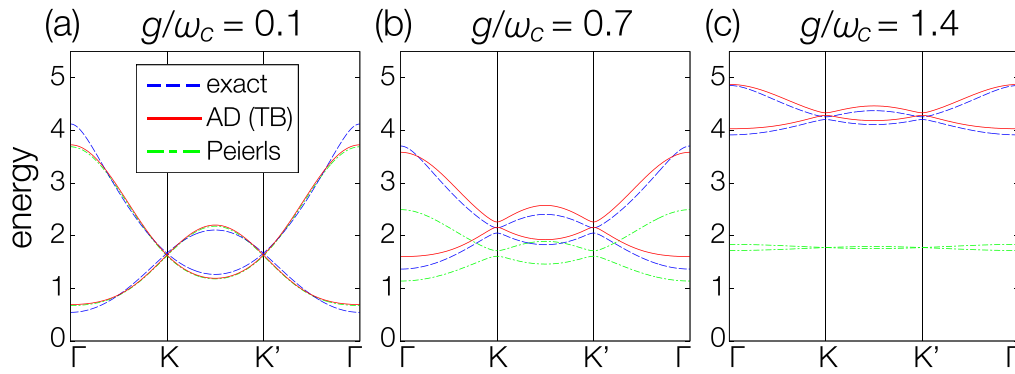 (a) g/ωc = 0.1
(b) g/ωc = 0.7
(c) g/ωc = 1.4
energy
5
4
3
2
1
0
exact
AD (TB)
Peierls
Γ K K' Γ
5
4
3
2
1
0
Γ K K' Γ
5
4
3
2
1
0
Γ K K' Γ